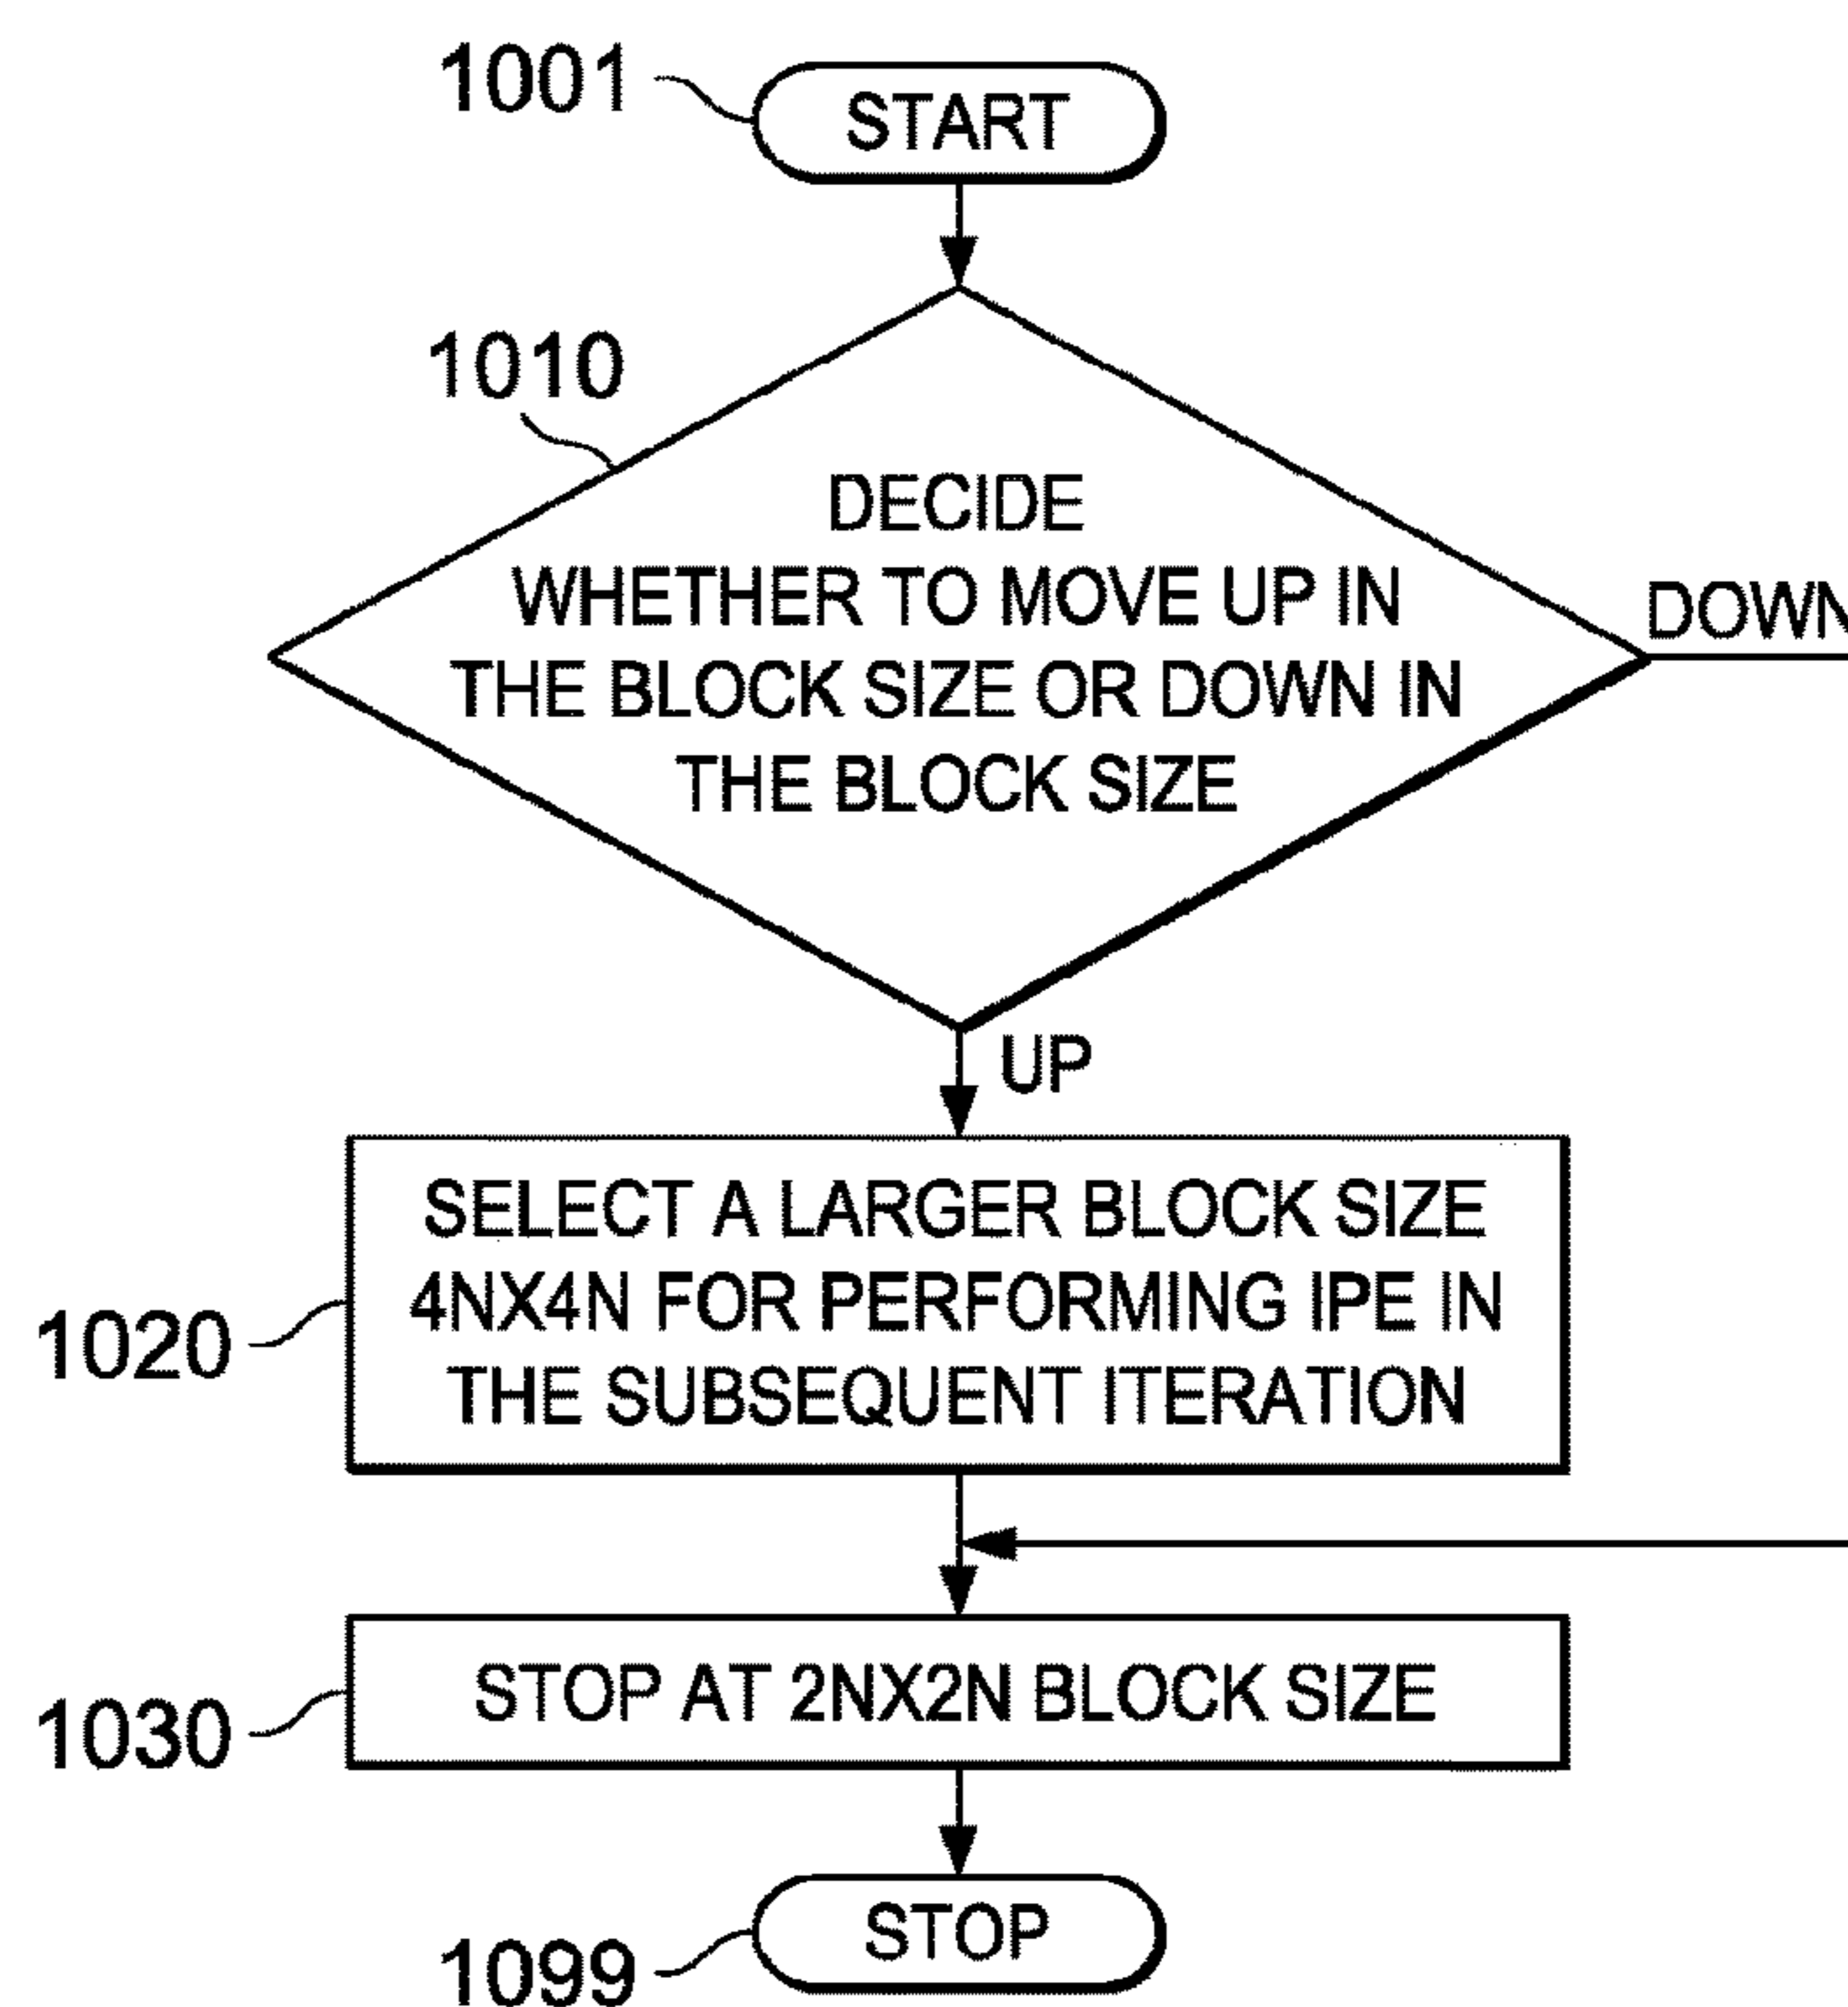 1001
START
1010
DECIDE
WHETHER TO MOVE UP IN
THE BLOCK SIZE OR DOWN IN
THE BLOCK SIZE
DOWN
UP
1020
SELECT A LARGER BLOCK SIZE
4NX4N FOR PERFORMING IPE IN
THE SUBSEQUENT ITERATION
1030
STOP AT 2NX2N BLOCK SIZE
1099
STOP